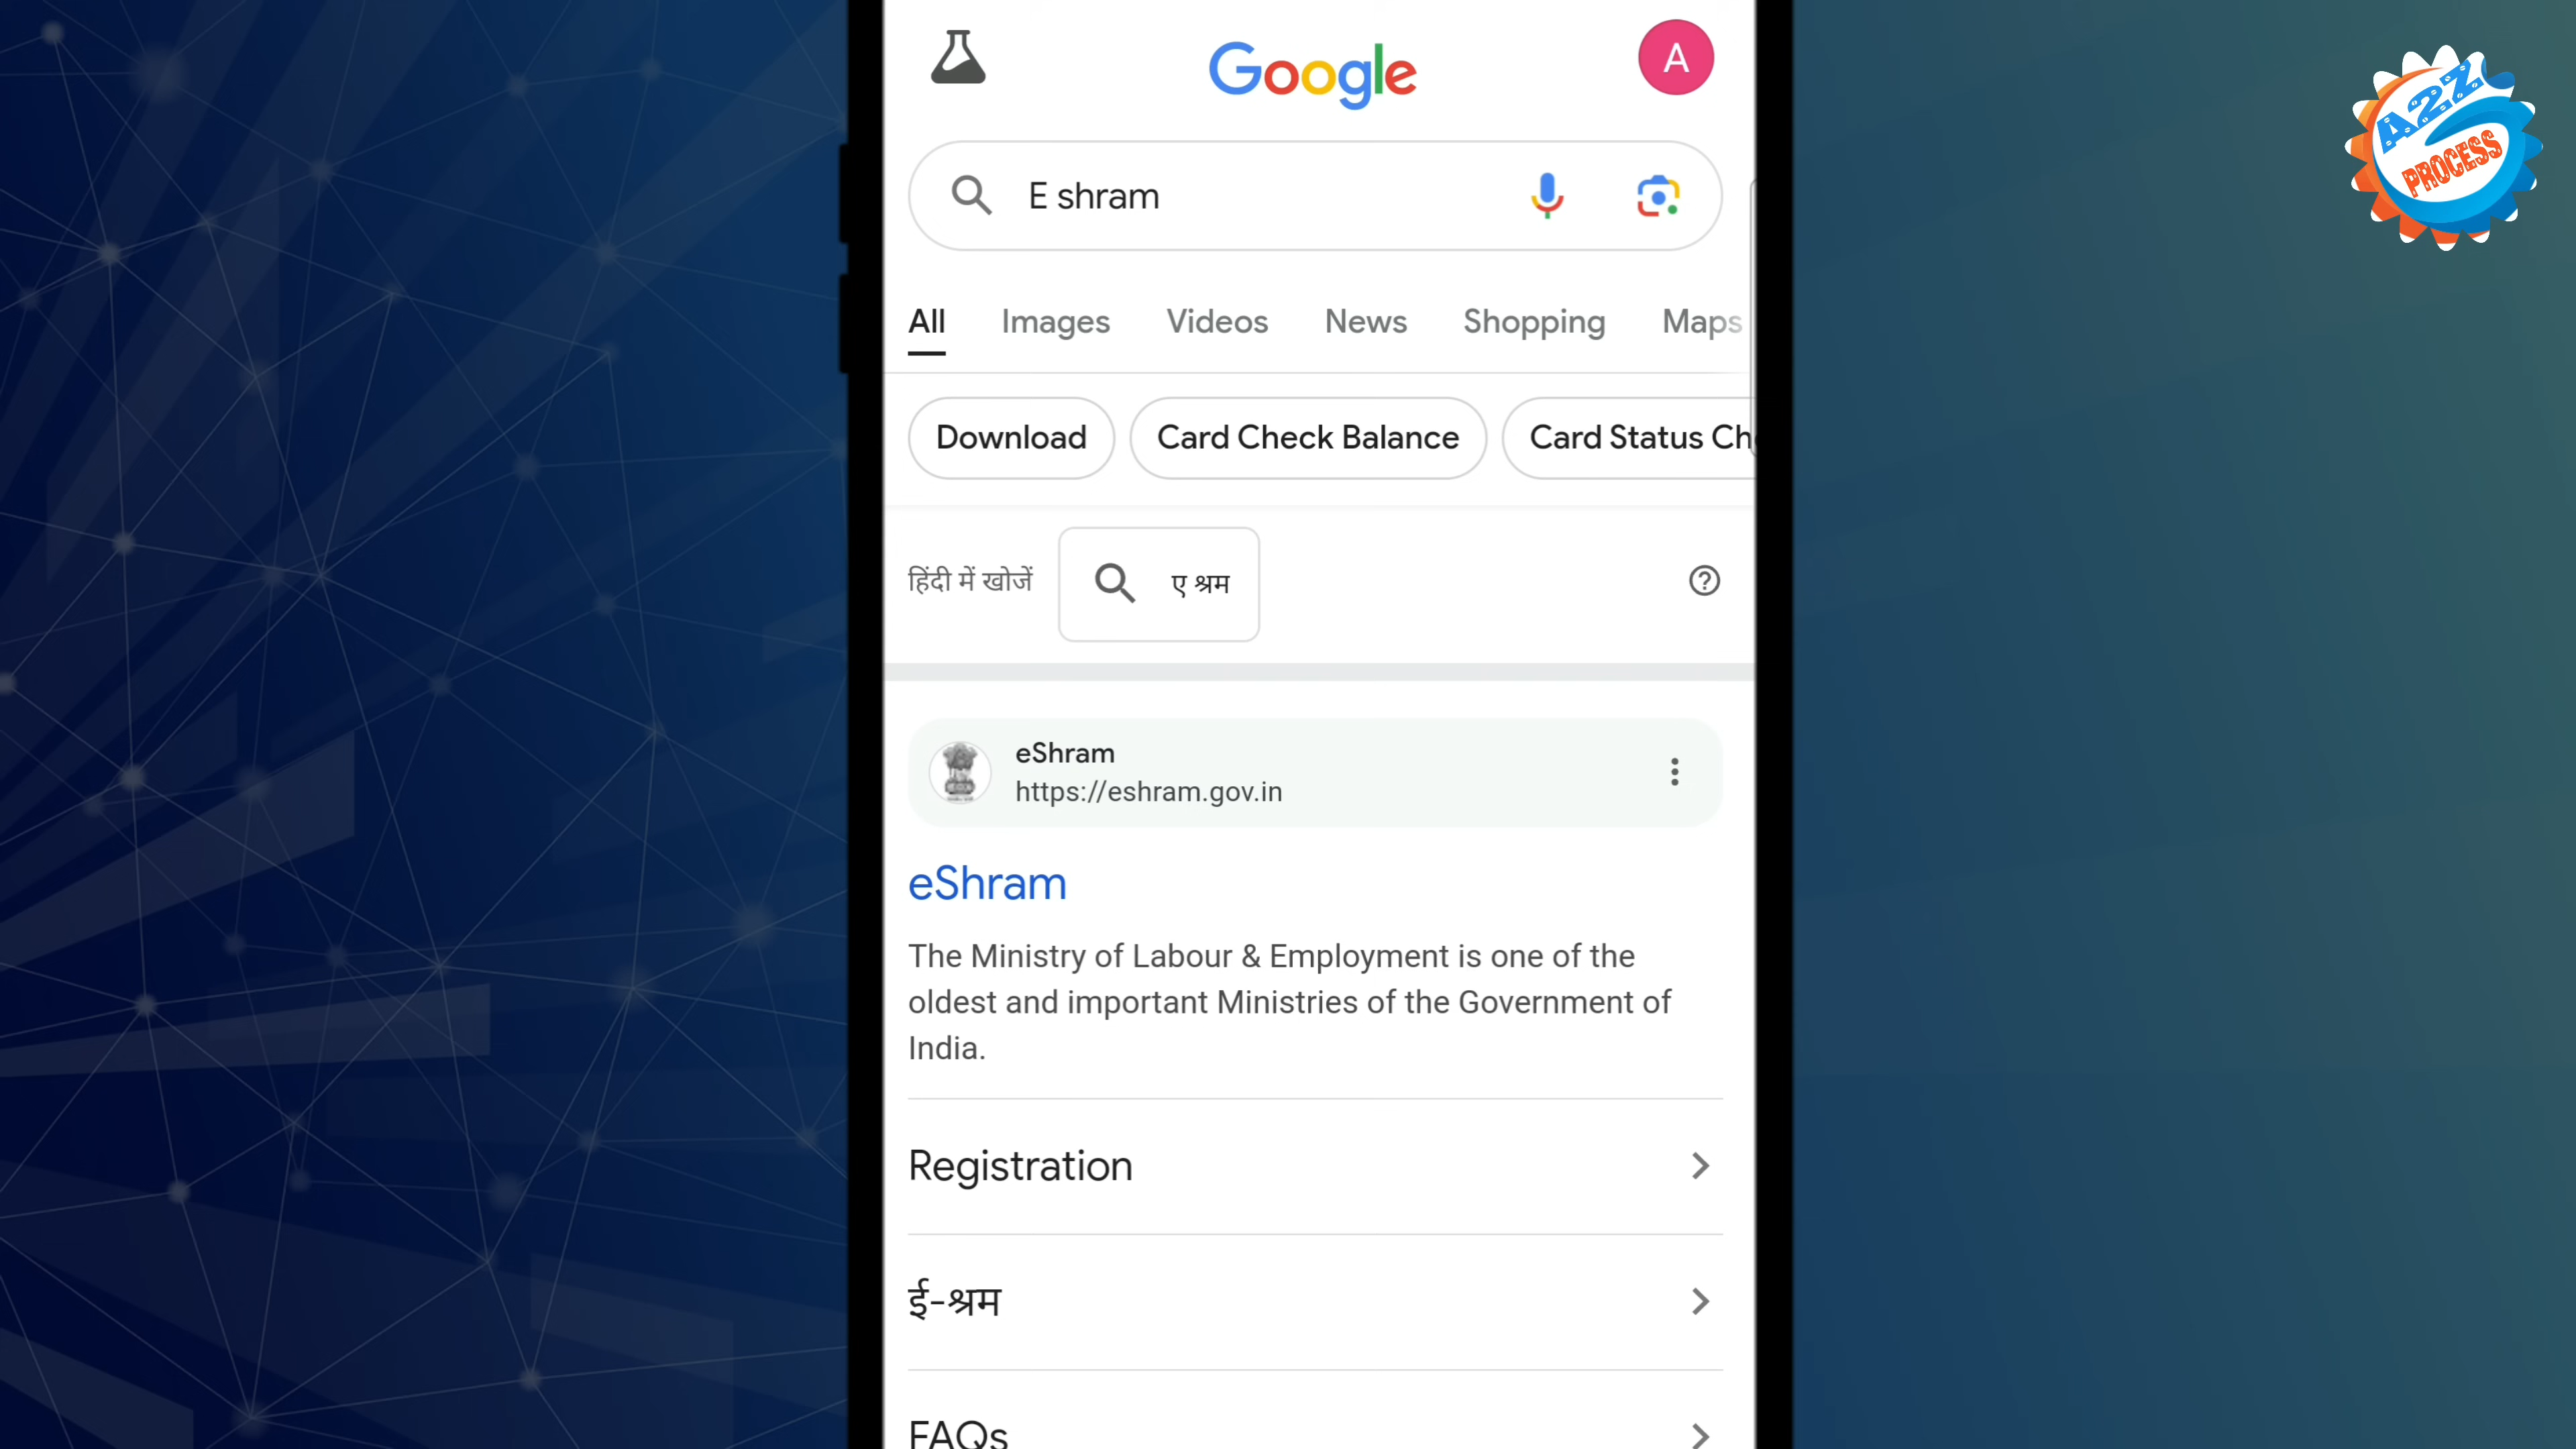 Google
A
A2Z
PROCESS
E shram
All Images Videos News Shopping Maps
Download Card Check Balance Card Status Ch
हिंदी में खोजें ए श्रम
eShram
https://eshram.gov.in
eShram
The Ministry of Labour & Employment is one of the
oldest and important Ministries of the Government of
India.
Registration
ई-श्रम
FAQs